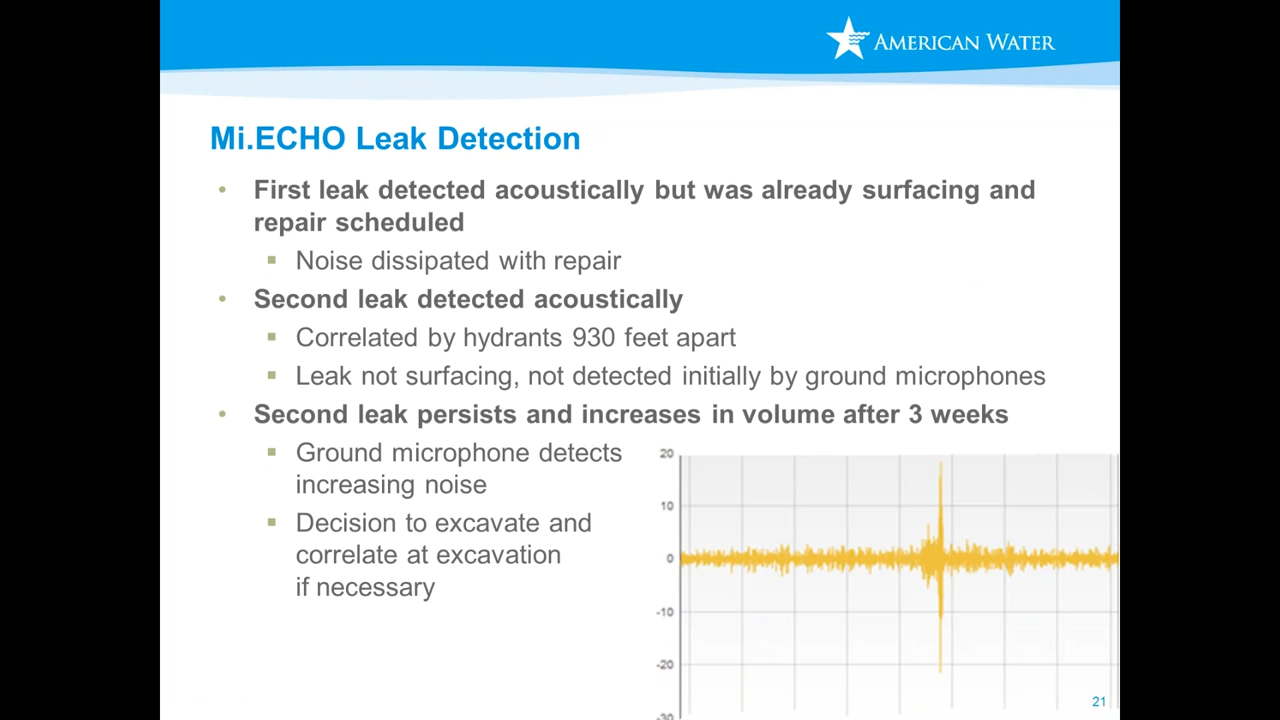 AMERICAN WATER
Mi.ECHO Leak Detection
• First leak detected acoustically but was already surfacing and
repair scheduled
▪ Noise dissipated with repair
• Second leak detected acoustically
▪ Correlated by hydrants 930 feet apart
▪ Leak not surfacing, not detected initially by ground microphones
• Second leak persists and increases in volume after 3 weeks
▪ Ground microphone detects
increasing noise
▪ Decision to excavate and
correlate at excavation
if necessary
20
10
0
-10
-20
-30
21